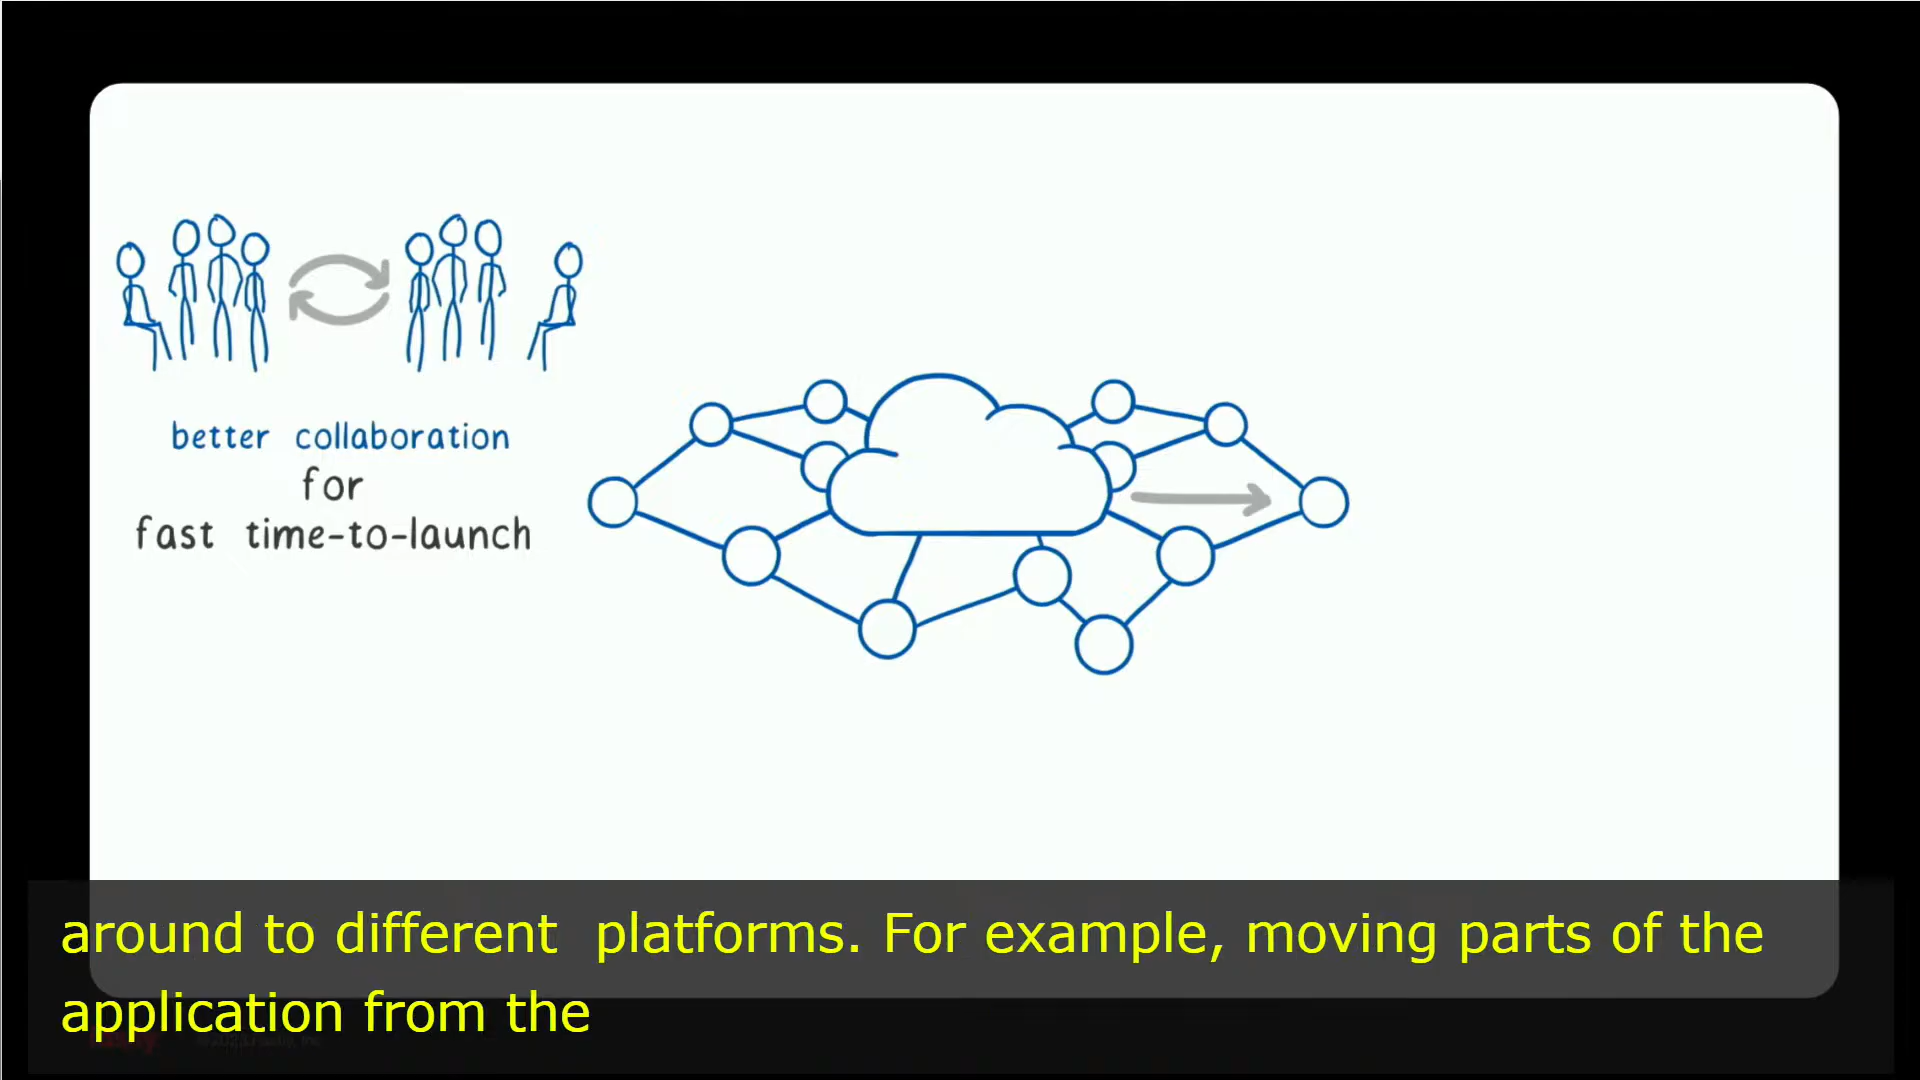 better collaboration
for
fast time-to-launch
around to different platforms. For example, moving parts of the
application from the